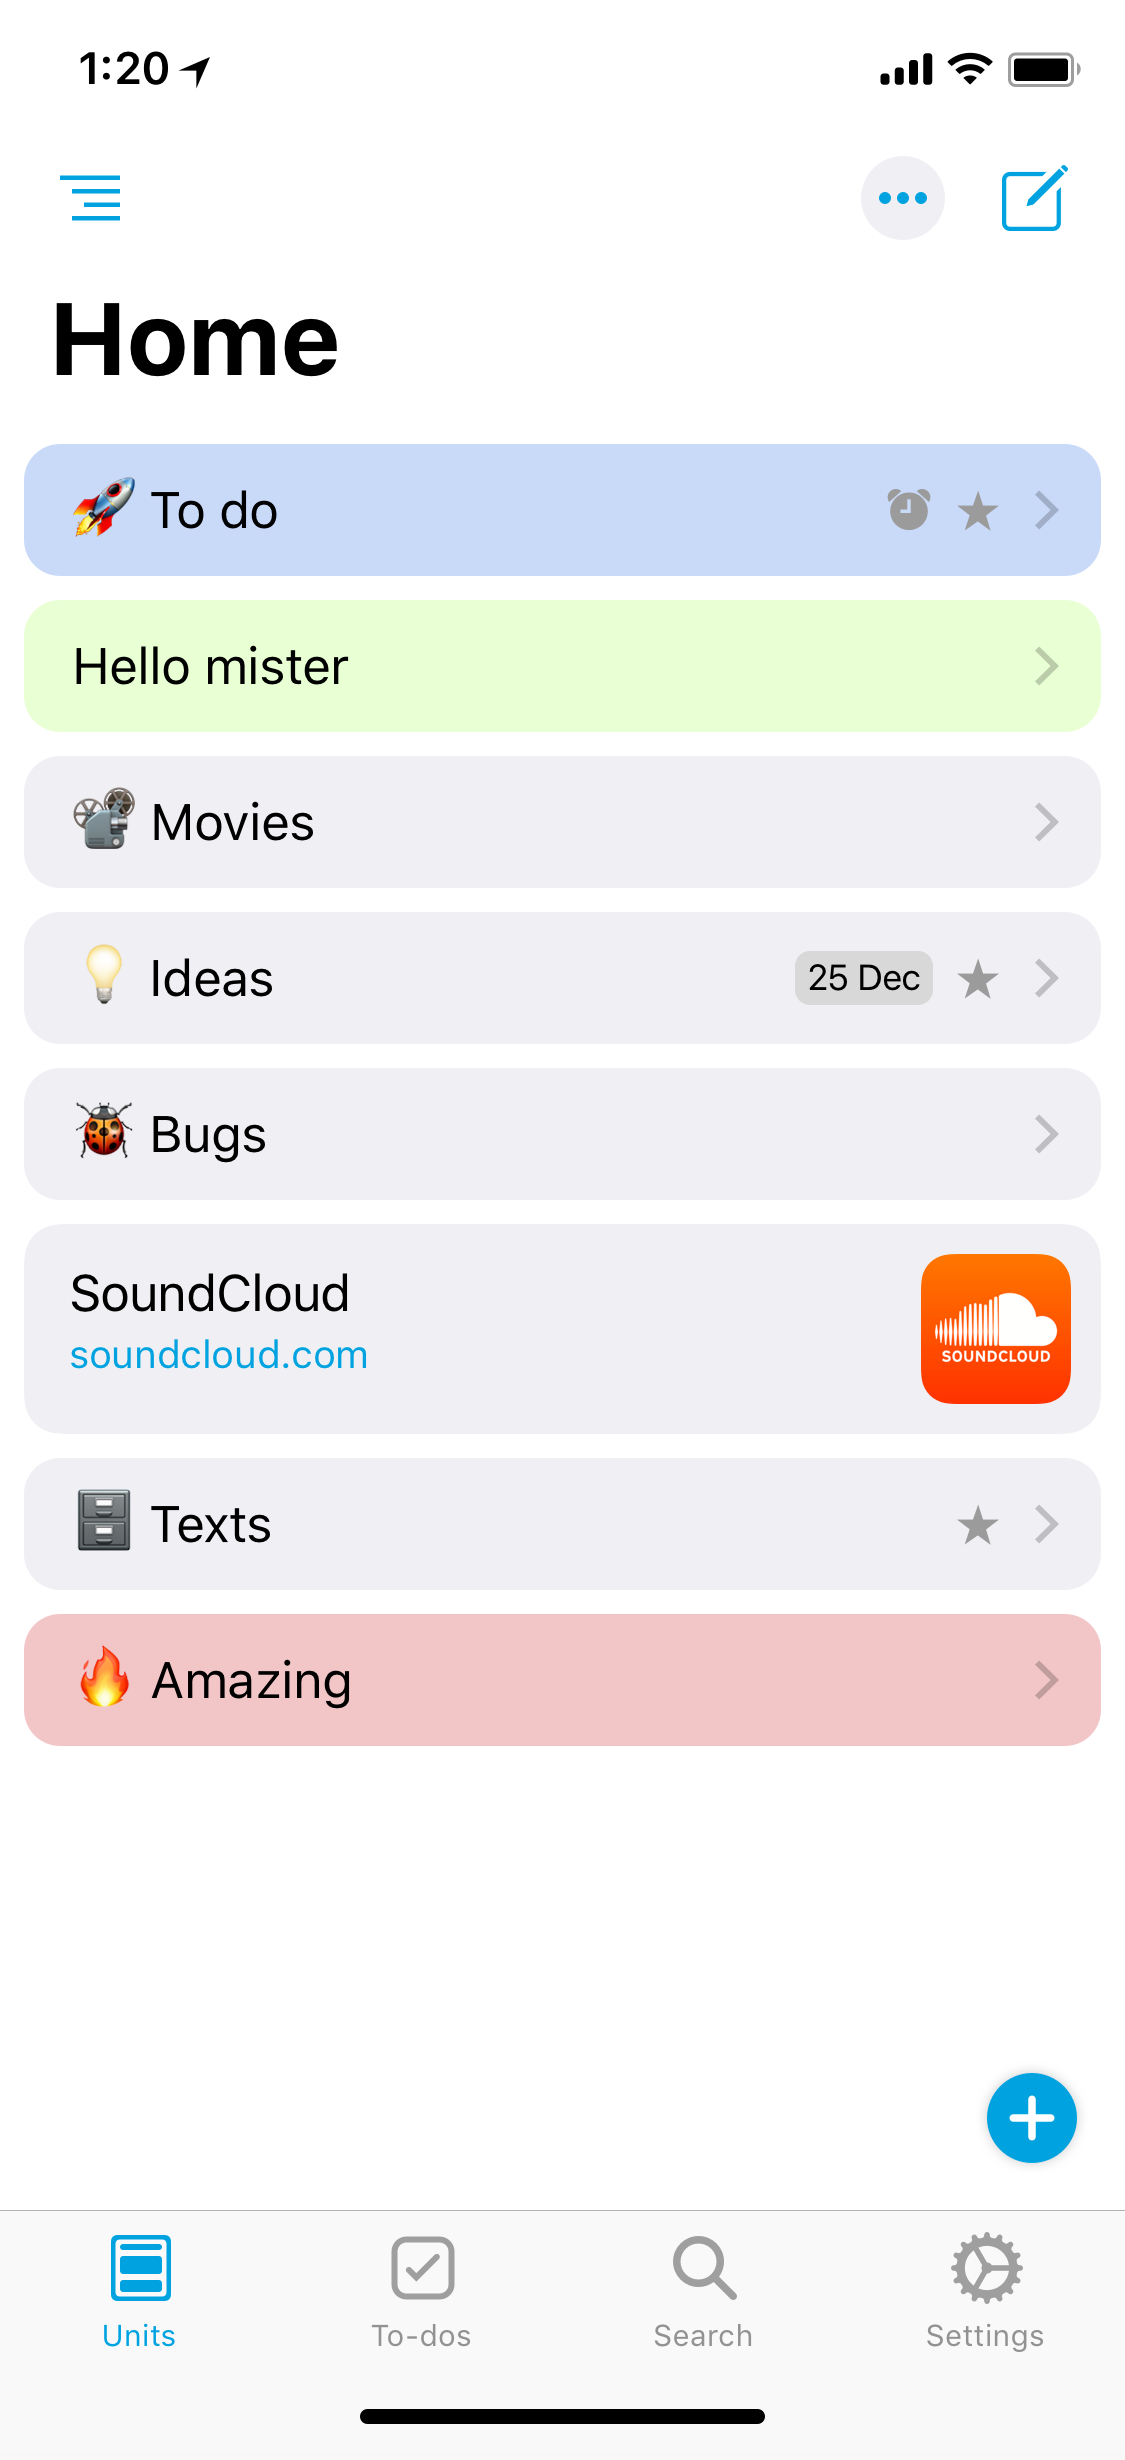 1:20
Home
To do
Hello mister
Movies
Ideas
25 Dec
Bugs
SoundCloud
soundcloud.com
SOUNDCLOUD
Texts
Amazing
Units
To-dos
Search
Settings